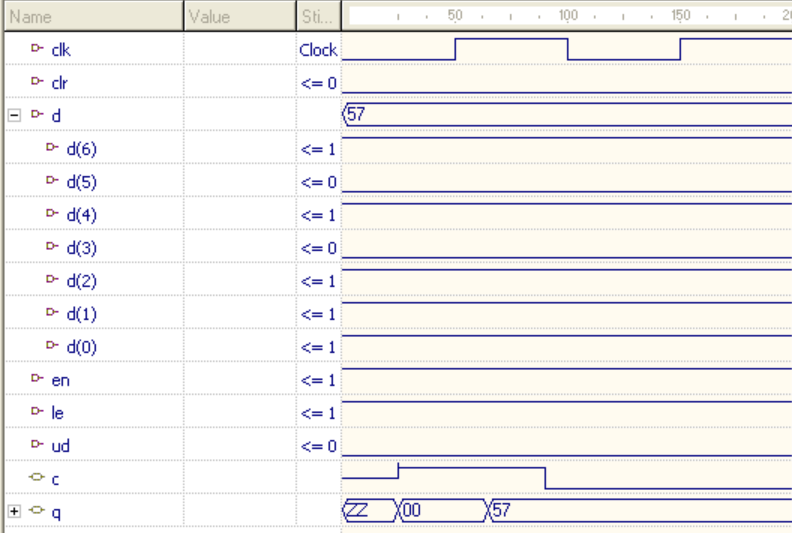 Name Value Sti... 50 100 150 20
clk Clock
clr <= 0
d 57
d(6) <= 1
d(5) <= 0
d(4) <= 1
d(3) <= 0
d(2) <= 1
d(1) <= 1
d(0) <= 1
en <= 1
le <= 1
ud <= 0
c
q ZZ 00 57